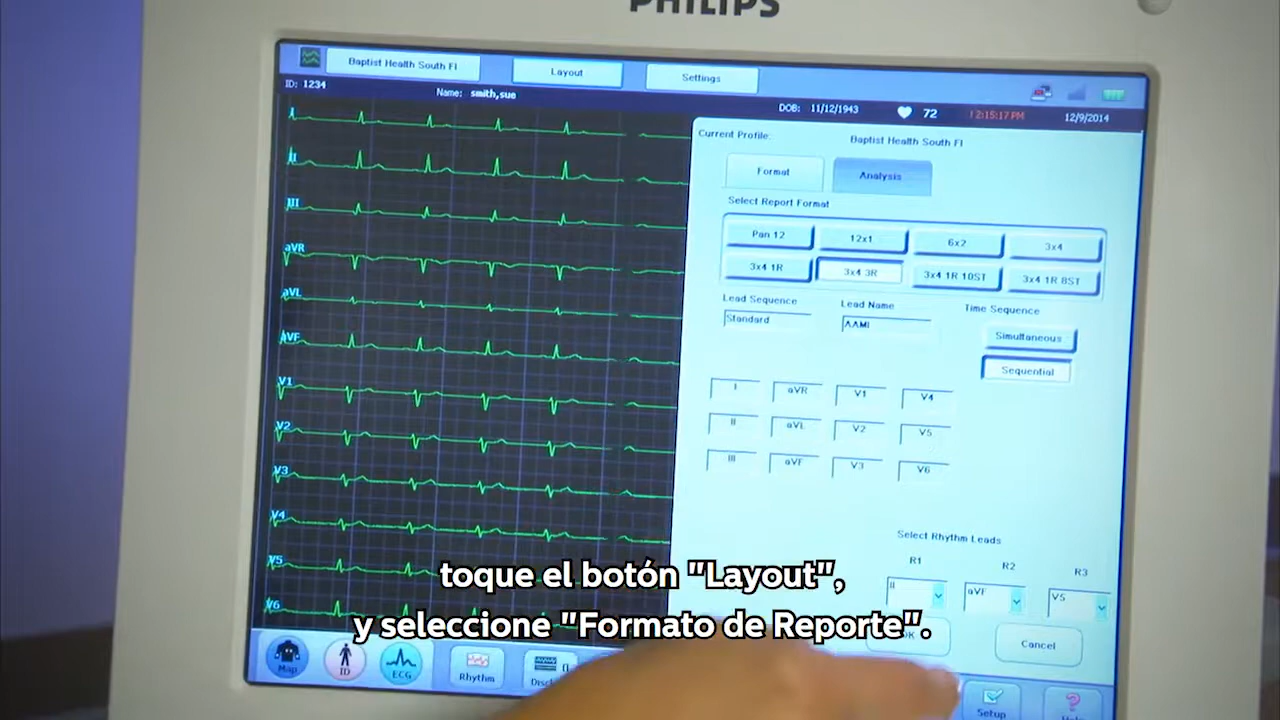 PHILIPS
Baptist Health South Fl
Layout
Settings
ID: 1234
Name: smith,sue
DOB: 11/12/1943
72
12:15:17PM
12/9/2014
Current Profile:
Baptist Health South Fl
Format
Analysis
Select Report Format
Pan 12
12x1
6x2
3x4
3x4 1R
3x4 3R
3x4 1R 10ST
3x4 1R 8ST
Lead Sequence
Lead Name
Time Sequence
Standard
AAMI
Simultaneous
Sequential
I
aVR
V1
V4
II
aVL
V2
V5
III
aVF
V3
V6
Select Rhythm Leads
R1
R2
R3
II
aVF
V5
Cancel
I
II
III
aVR
aVL
aVF
V1
V2
V3
V4
V5
V6
toque el botón "Layout",
y seleccione "Formato de Reporte".
Map
ID
ECG
Rhythm
Setup